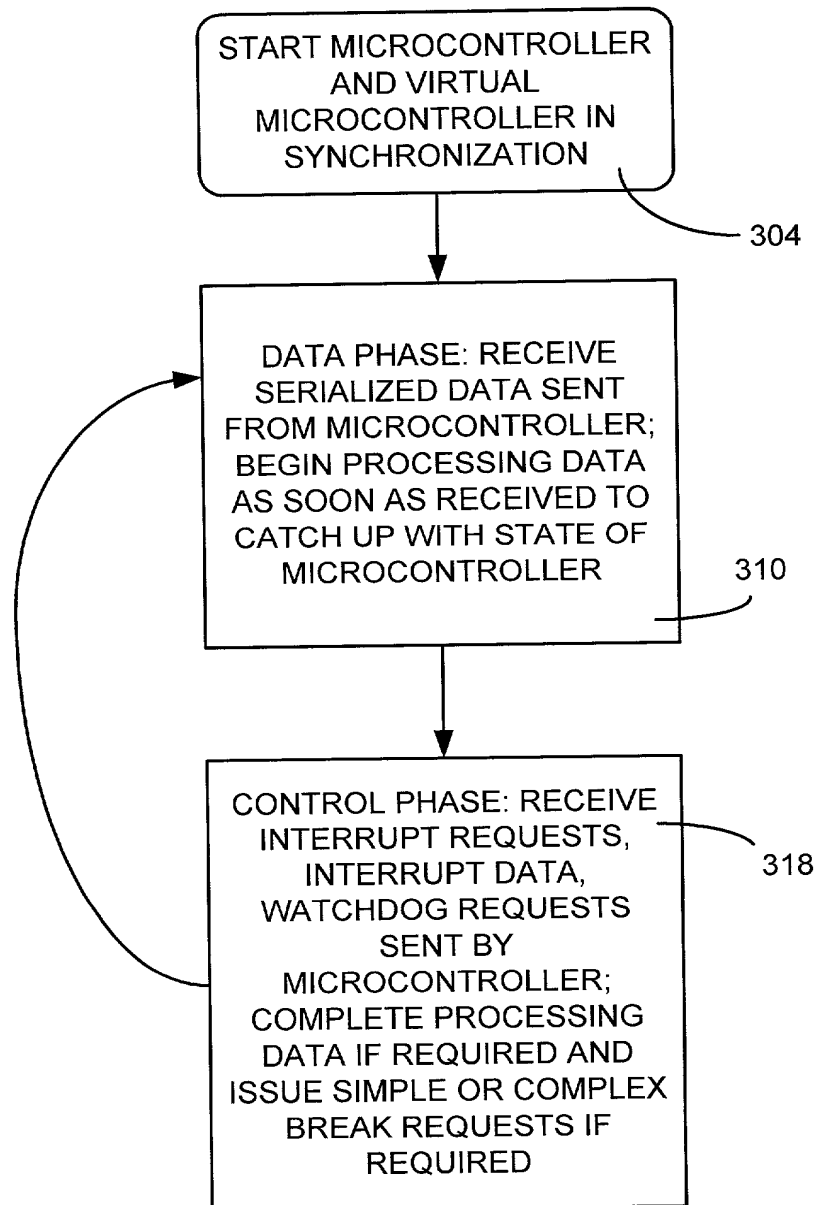 START MICROCONTROLLER
AND VIRTUAL
MICROCONTROLLER IN
SYNCHRONIZATION
304
DATA PHASE: RECEIVE
SERIALIZED DATA SENT
FROM MICROCONTROLLER;
BEGIN PROCESSING DATA
AS SOON AS RECEIVED TO
CATCH UP WITH STATE OF
MICROCONTROLLER
310
CONTROL PHASE: RECEIVE
INTERRUPT REQUESTS,
INTERRUPT DATA,
WATCHDOG REQUESTS
SENT BY
MICROCONTROLLER;
COMPLETE PROCESSING
DATA IF REQUIRED AND
ISSUE SIMPLE OR COMPLEX
BREAK REQUESTS IF
REQUIRED
318